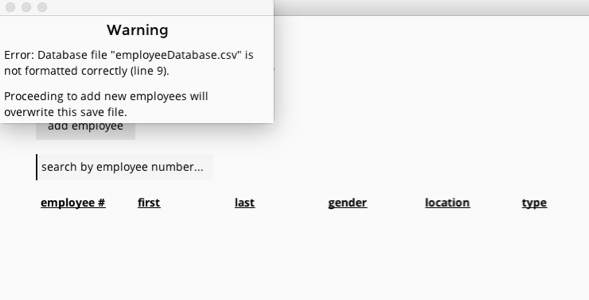 Warning
Error: Database file "employeeDatabase.csv" is
not formatted correctly (line 9).
Proceeding to add new employees will
overwrite this save file.
add employee
search by employee number...
employee # first last gender location type